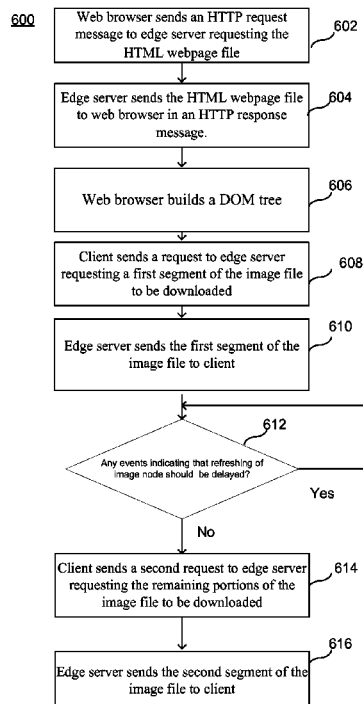 600
Web browser sends an HTTP request
message to edge server requesting the
HTML webpage file
602
Edge server sends the HTML webpage file
to web browser in an HTTP response
message.
604
Web browser builds a DOM tree
606
Client sends a request to edge server
requesting a first segment of the image file
to be downloaded
608
Edge server sends the first segment of the
image file to client
610
612
Any events indicating that refreshing of
image node should be delayed?
Yes
No
Client sends a second request to edge server
requesting the remaining portions of the
image file to be downloaded
614
Edge server sends the second segment of the
image file to client
616